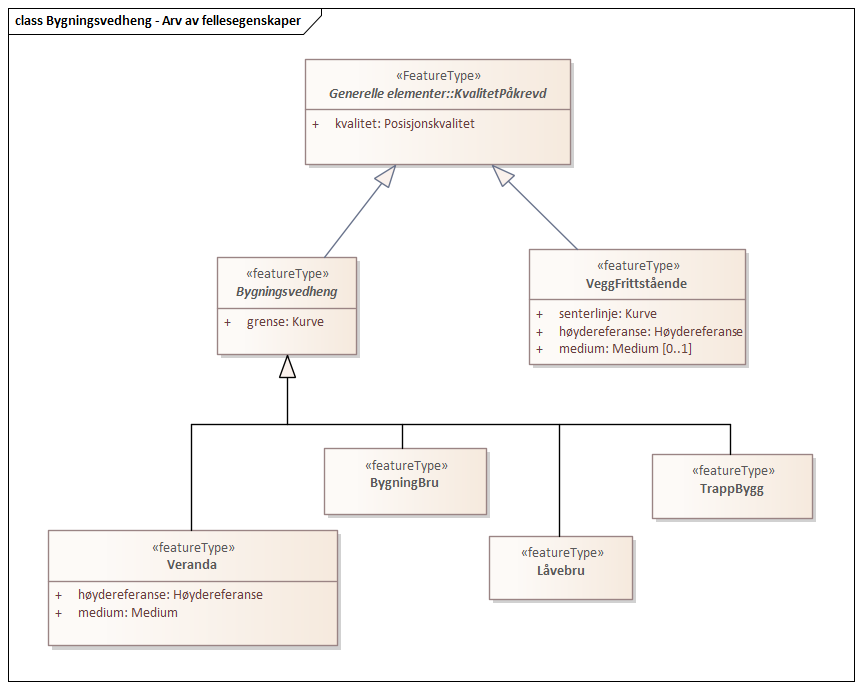 class Bygningsvedheng - Arv av fellesegenskaper
«FeatureType»
Generelle elementer::KvalitetPåkrevd
+ kvalitet: Posisjonskvalitet
«featureType»
Bygningsvedheng
+ grense: Kurve
«featureType»
VeggFrittstående
+ senterlinje: Kurve
+ høydereferanse: Høydereferanse
+ medium: Medium [0..1]
«featureType»
BygningBru
«featureType»
TrappBygg
«featureType»
Veranda
+ høydereferanse: Høydereferanse
+ medium: Medium
«featureType»
Låvebru